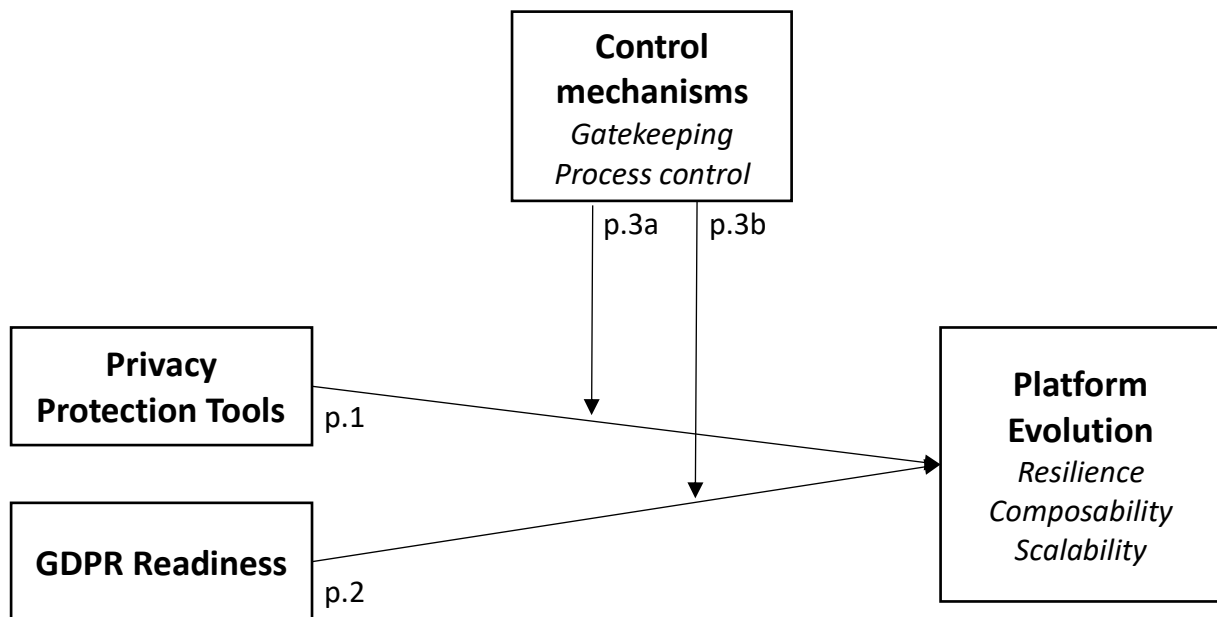 Control
mechanisms
Gatekeeping
Process control
p.3a
p.3b
Privacy
Protection Tools
p.1
GDPR Readiness
p.2
Platform
Evolution
Resilience
Composability
Scalability